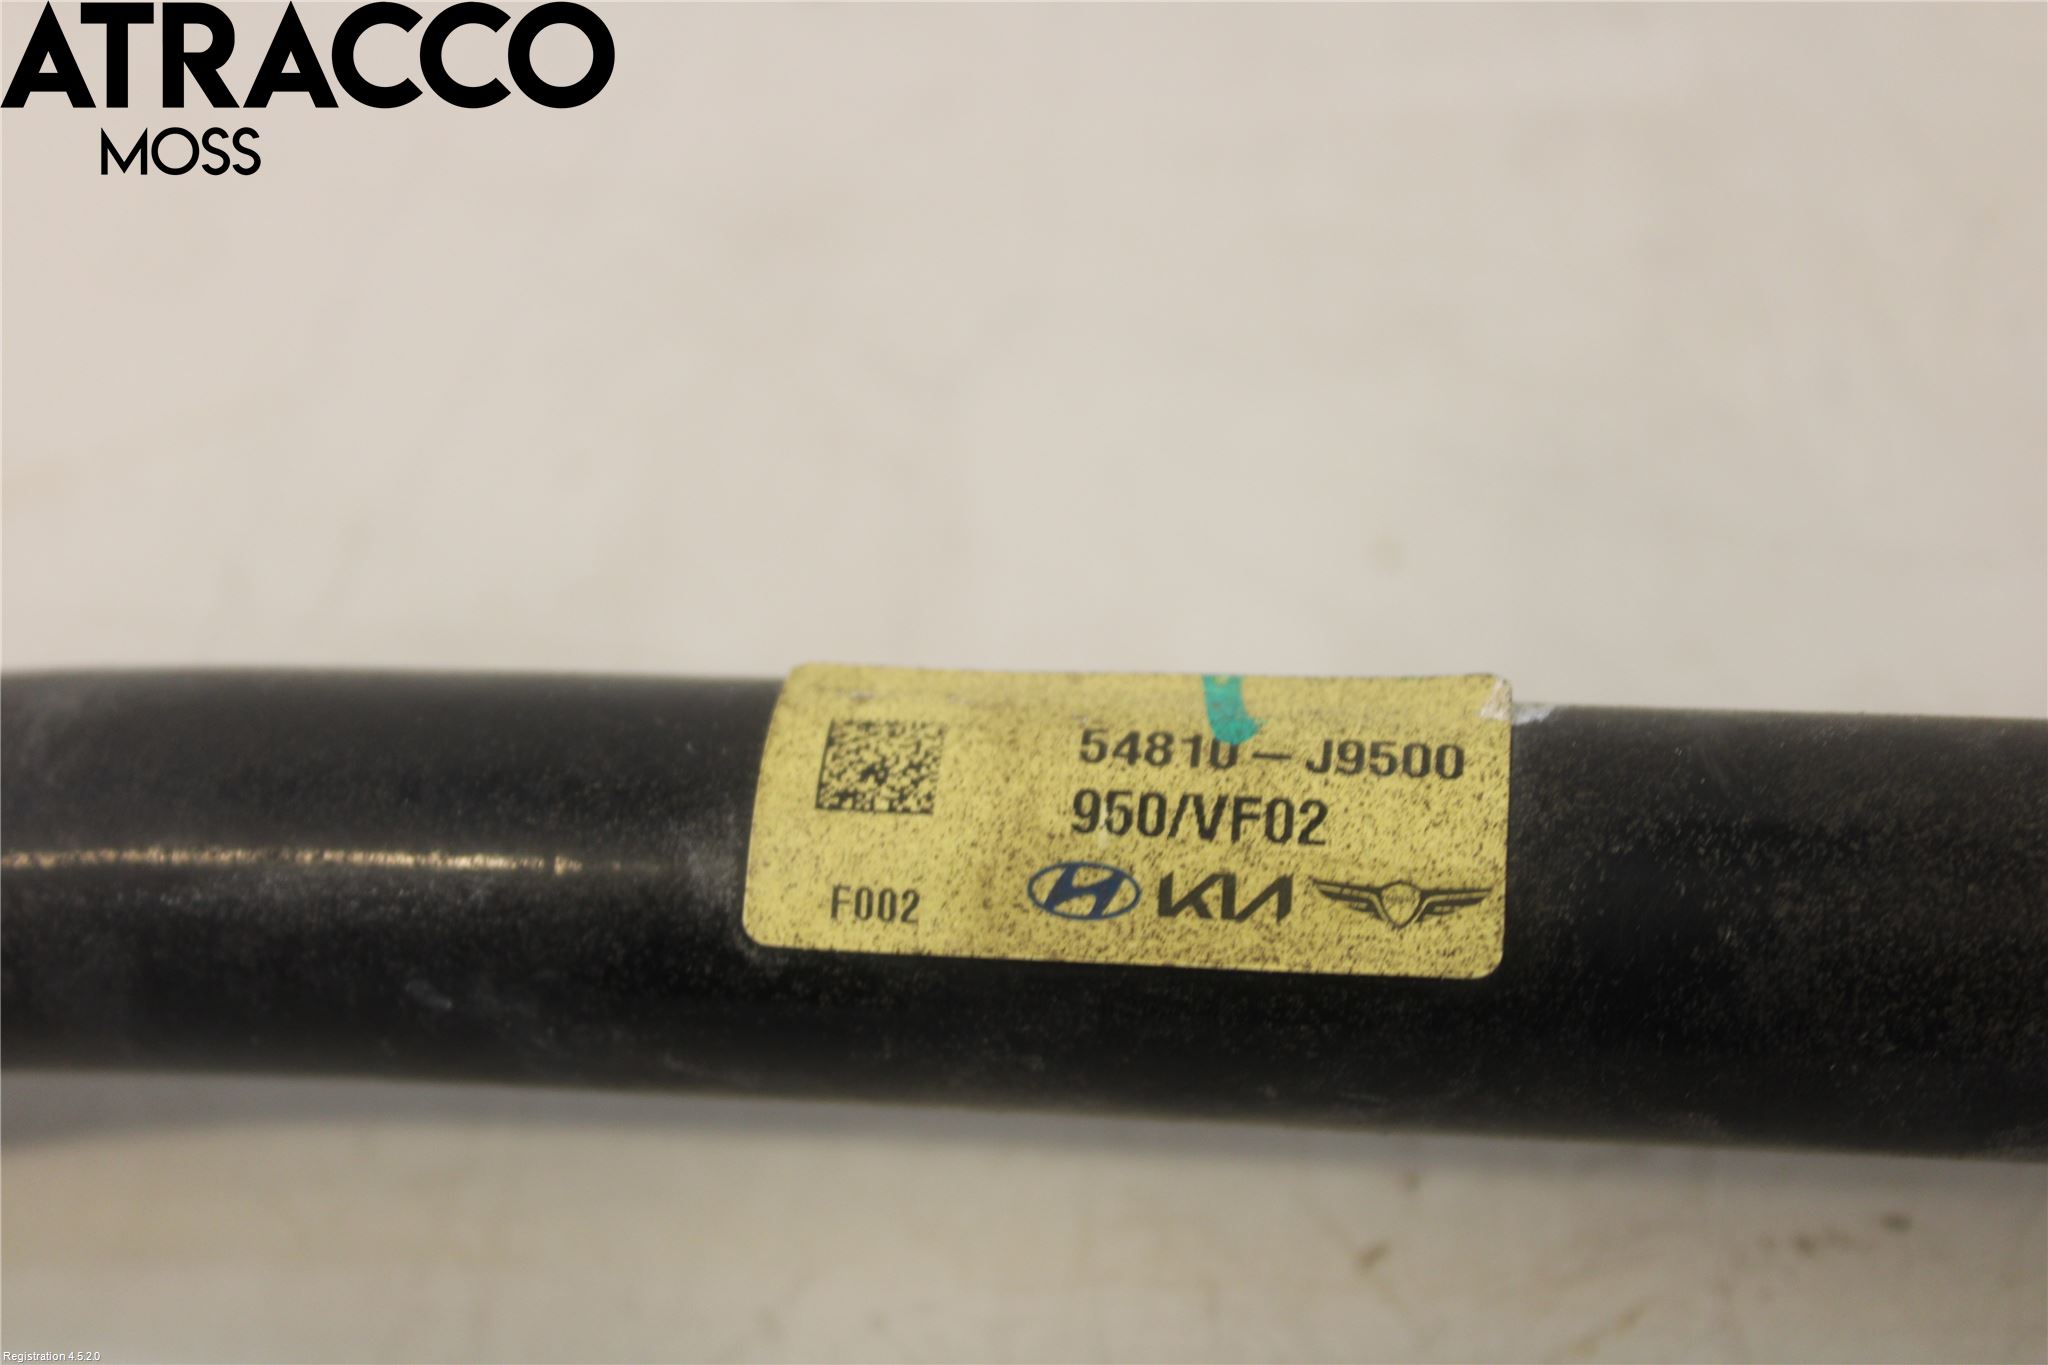 ATRACCO
MOSS
54810-J9500
950/VF02
F002
KIA
Registration 4.5.2.0